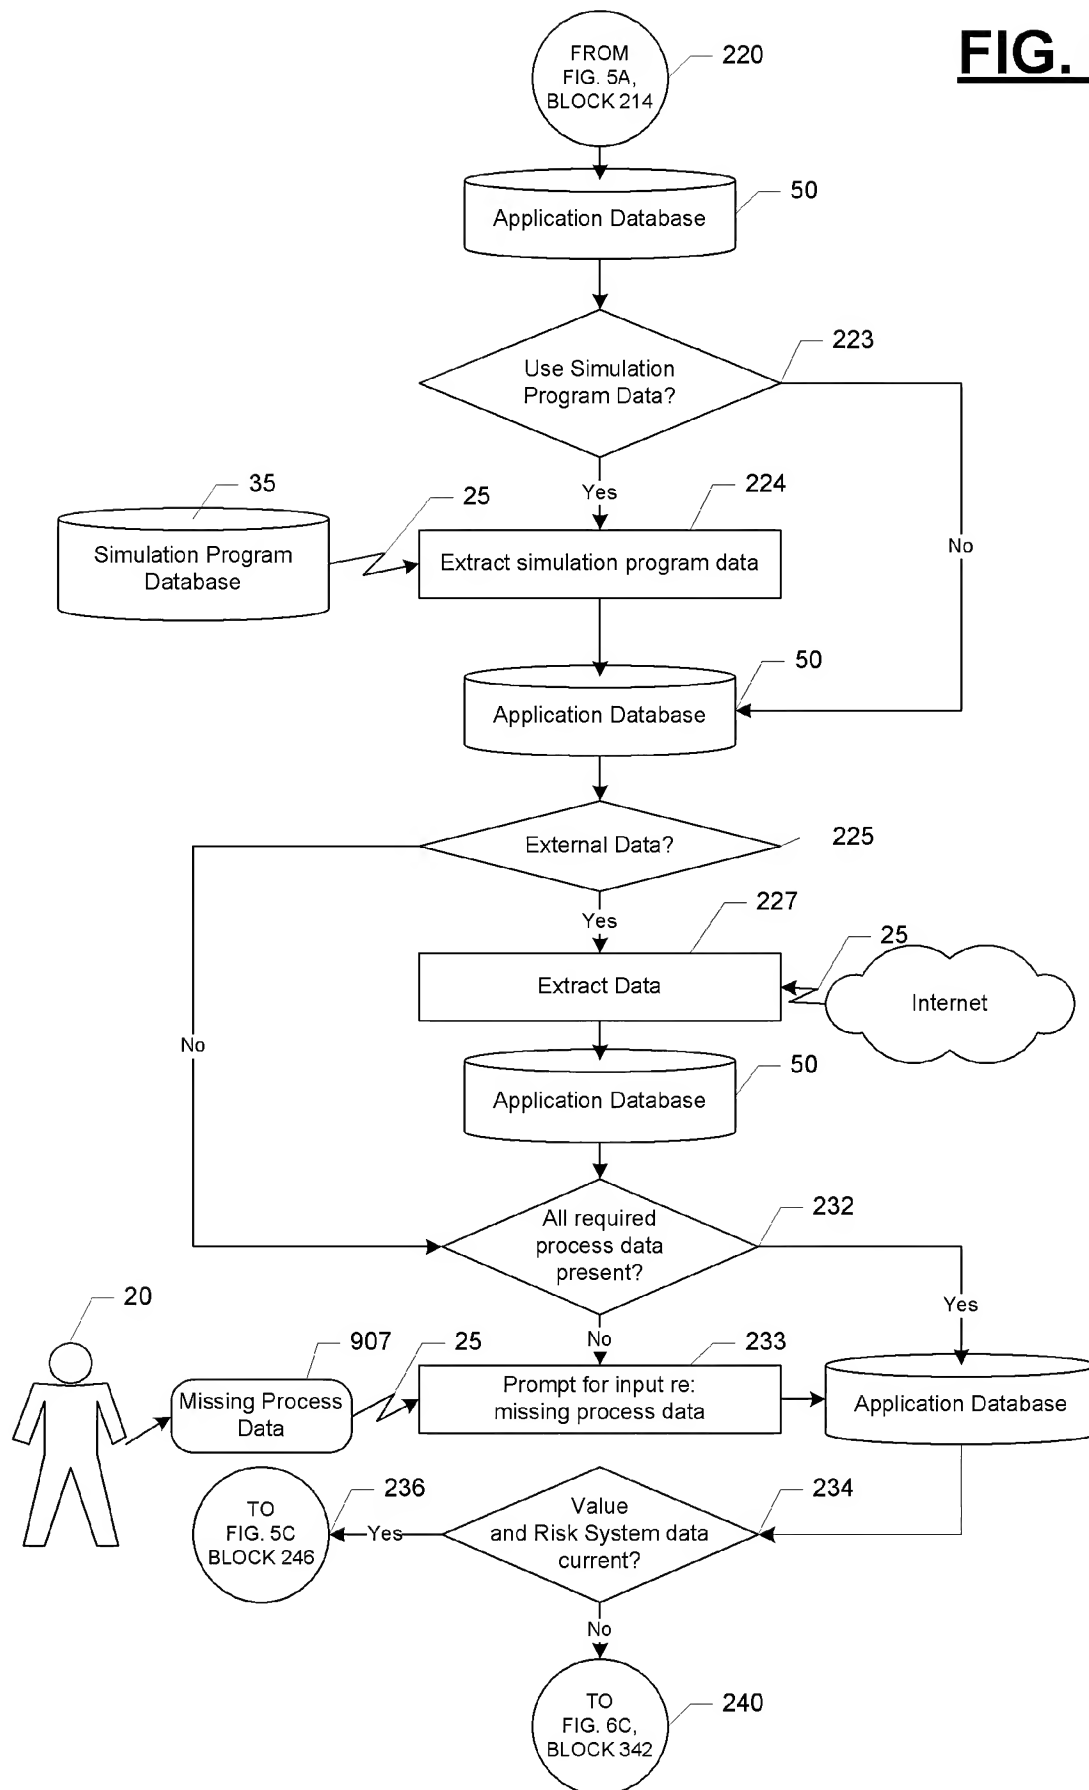 FIG.
FROM
FIG. 5A,
BLOCK 214
220
Application Database
50
Use Simulation
Program Data?
223
No
Yes
35
Simulation Program
Database
25
224
Extract simulation program data
50
Application Database
External Data?
225
Yes
No
227
Extract Data
25
Internet
50
Application Database
All required
process data
present?
232
Yes
No
20
907
Missing Process
Data
25
233
Prompt for input re:
missing process data
Application Database
234
Value
and Risk System data
current?
Yes
236
TO
FIG. 5C
BLOCK 246
No
TO
FIG. 6C,
BLOCK 342
240